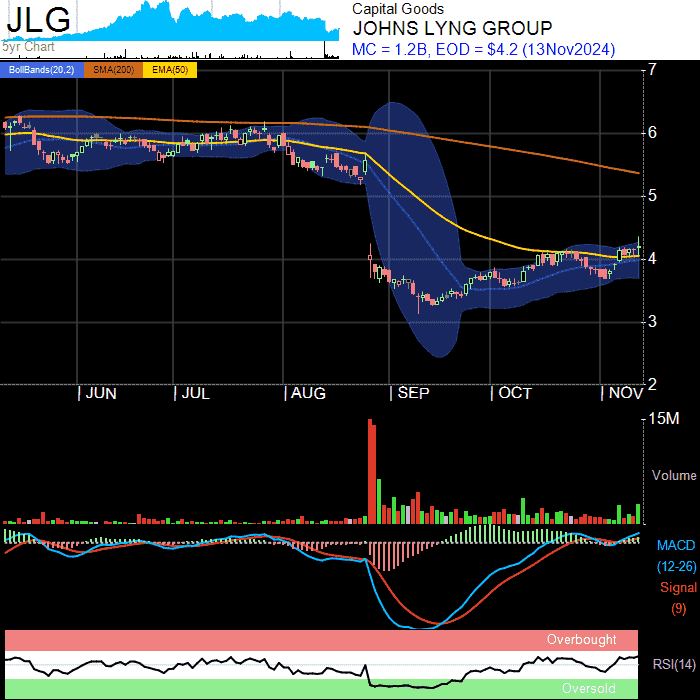 JLG
5yr Chart
Capital Goods
JOHNS LYNG GROUP
MC = 1.2B, EOD = $4.2 (13Nov2024)
BollBands(20,2) SMA(200) EMA(50)
7
6
5
4
3
2
| JUN | JUL | AUG | SEP | OCT | NOV
15M
Volume
MACD
(12-26)
Signal
(9)
Overbought
RSI(14)
Oversold